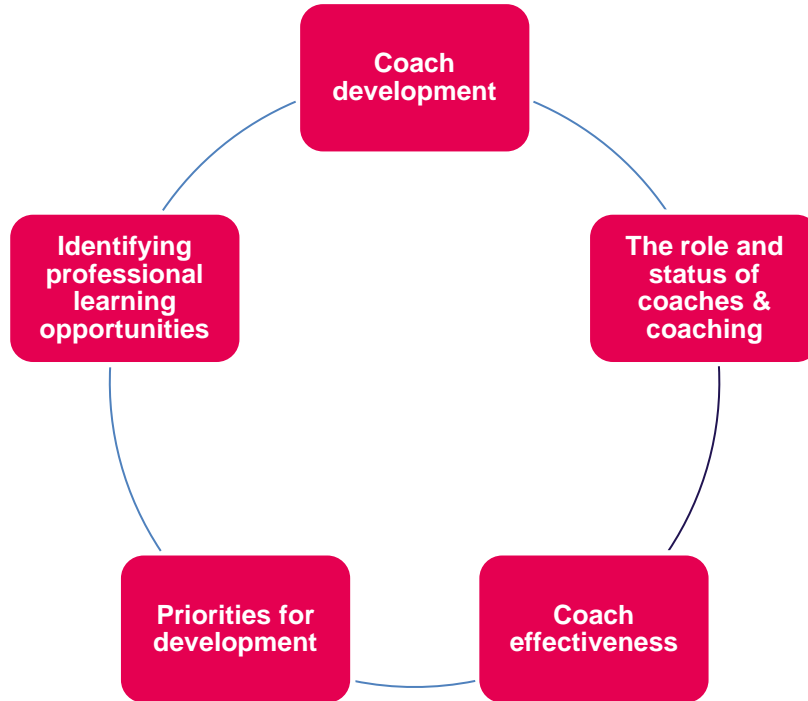 Coach
development
The role and
status of
coaches &
coaching
Coach
effectiveness
Priorities for
development
Identifying
professional
learning
opportunities